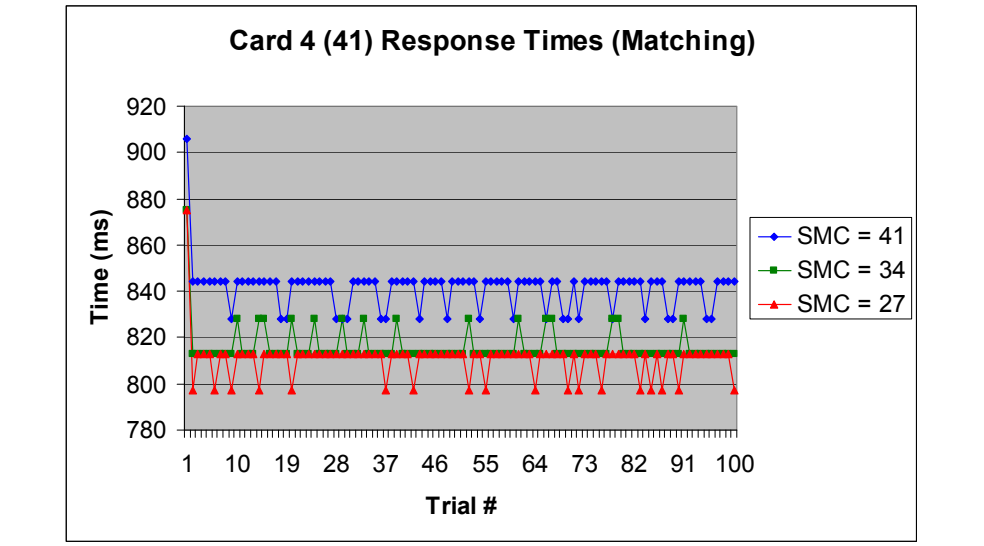 Card 4 (41) Response Times (Matching)
920
900
880
860
840
820
800
780
Time (ms)
1 10 19 28 37 46 55 64 73 82 91 100
Trial #
SMC = 41
SMC = 34
SMC = 27